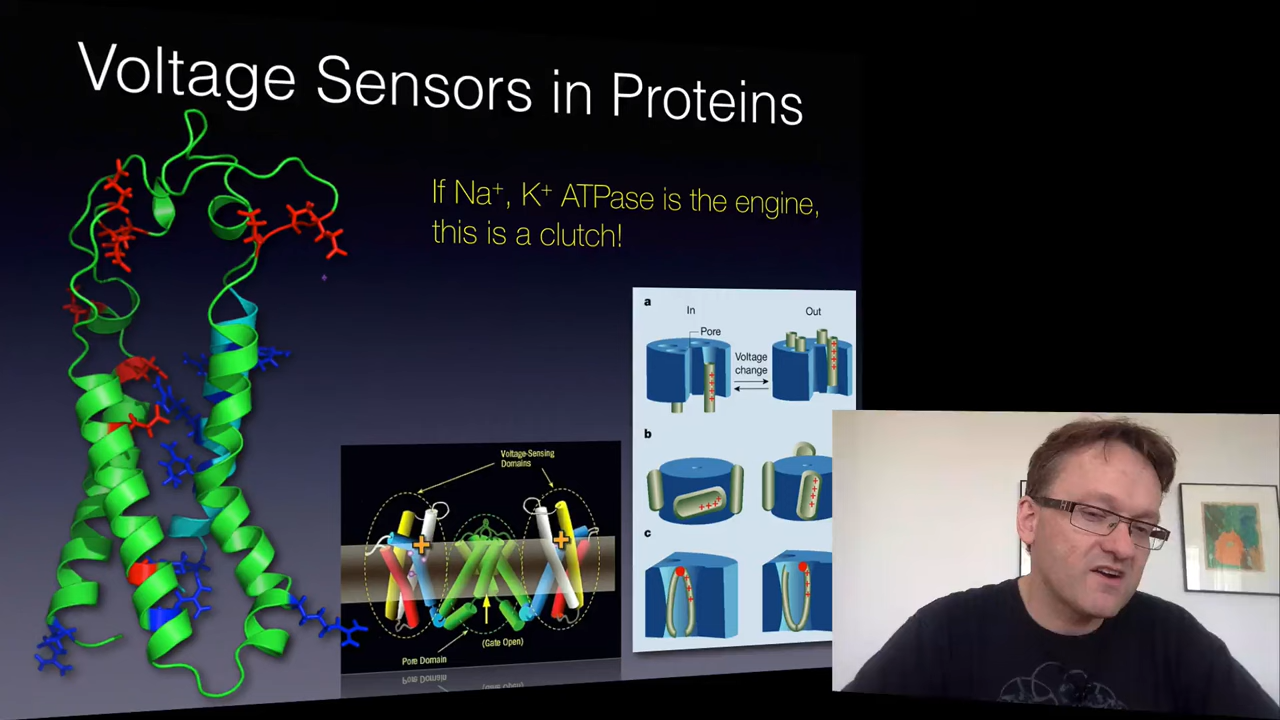 Voltage Sensors in Proteins
If Na⁺, K⁺ ATPase is the engine,
this is a clutch!
a
In
Out
Pore
Voltage
change
b
c
Voltage-Sensing
Domains
(Gate Open)
Pore Domain